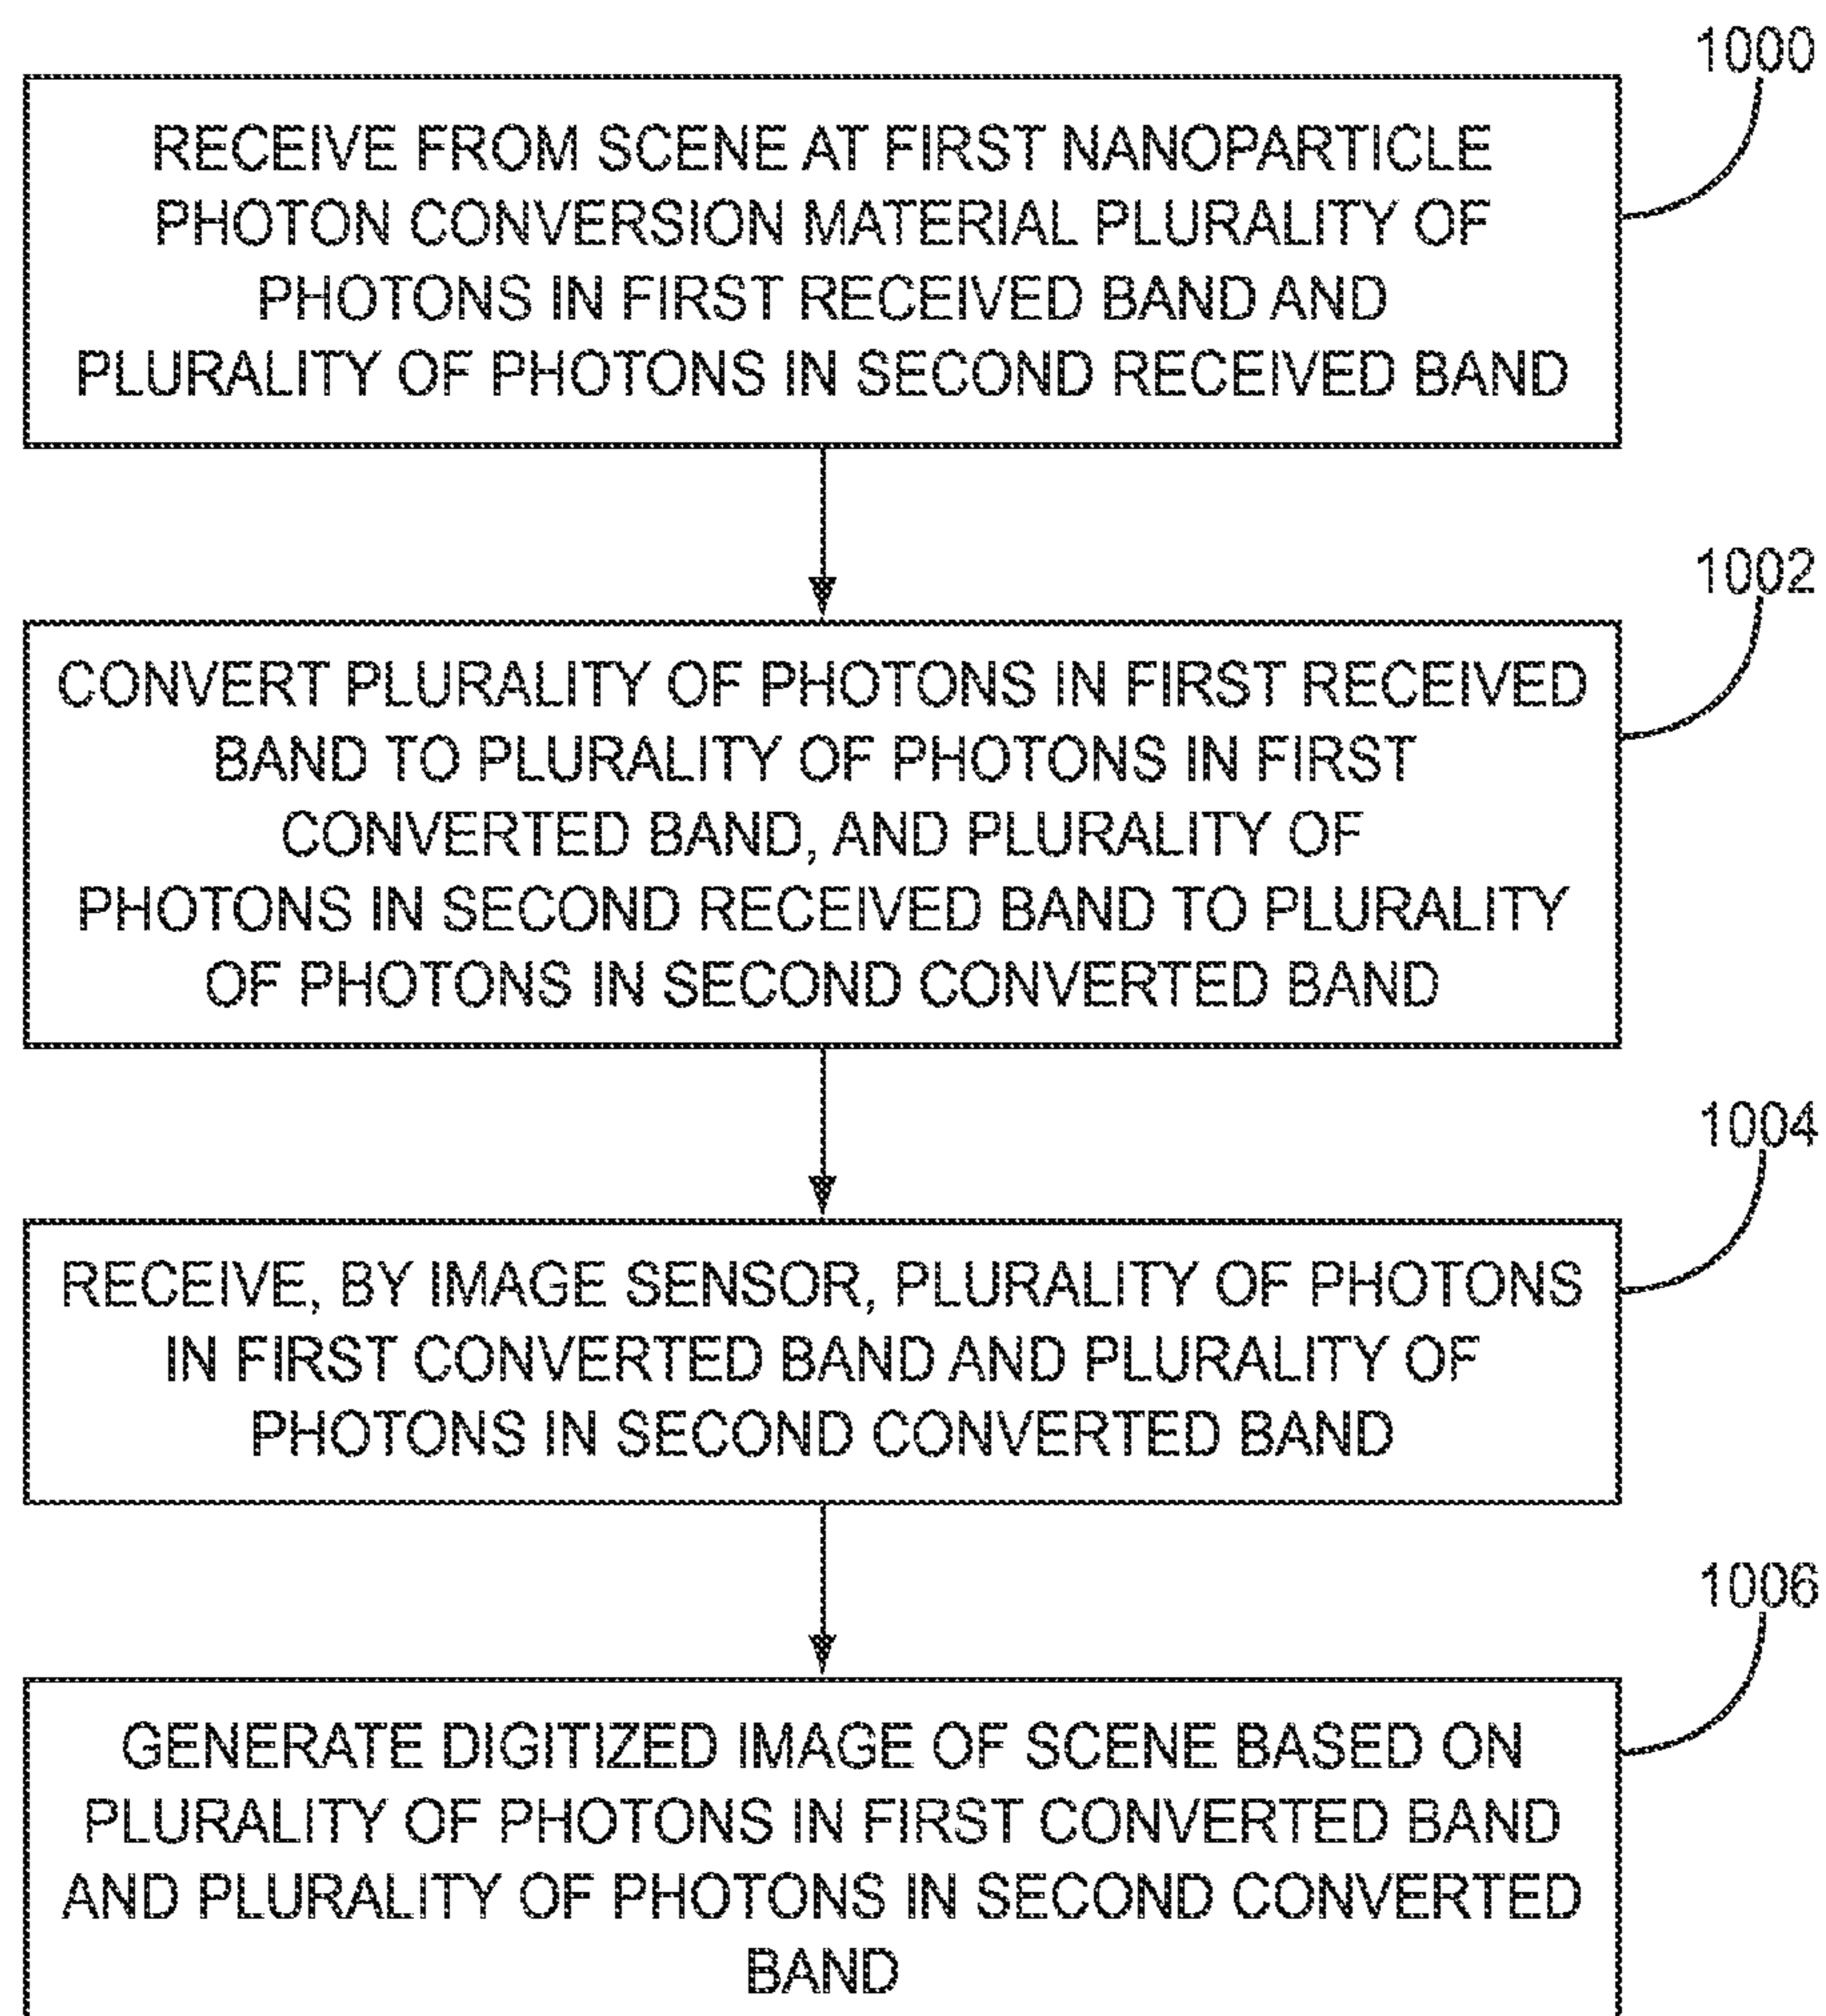 1000
RECEIVE FROM SCENE AT FIRST NANOPARTICLE
PHOTON CONVERSION MATERIAL PLURALITY OF
PHOTONS IN FIRST RECEIVED BAND AND
PLURALITY OF PHOTONS IN SECOND RECEIVED BAND
1002
CONVERT PLURALITY OF PHOTONS IN FIRST RECEIVED
BAND TO PLURALITY OF PHOTONS IN FIRST
CONVERTED BAND, AND PLURALITY OF
PHOTONS IN SECOND RECEIVED BAND TO PLURALITY
OF PHOTONS IN SECOND CONVERTED BAND
1004
RECEIVE, BY IMAGE SENSOR, PLURALITY OF PHOTONS
IN FIRST CONVERTED BAND AND PLURALITY OF
PHOTONS IN SECOND CONVERTED BAND
1006
GENERATE DIGITIZED IMAGE OF SCENE BASED ON
PLURALITY OF PHOTONS IN FIRST CONVERTED BAND
AND PLURALITY OF PHOTONS IN SECOND CONVERTED
BAND